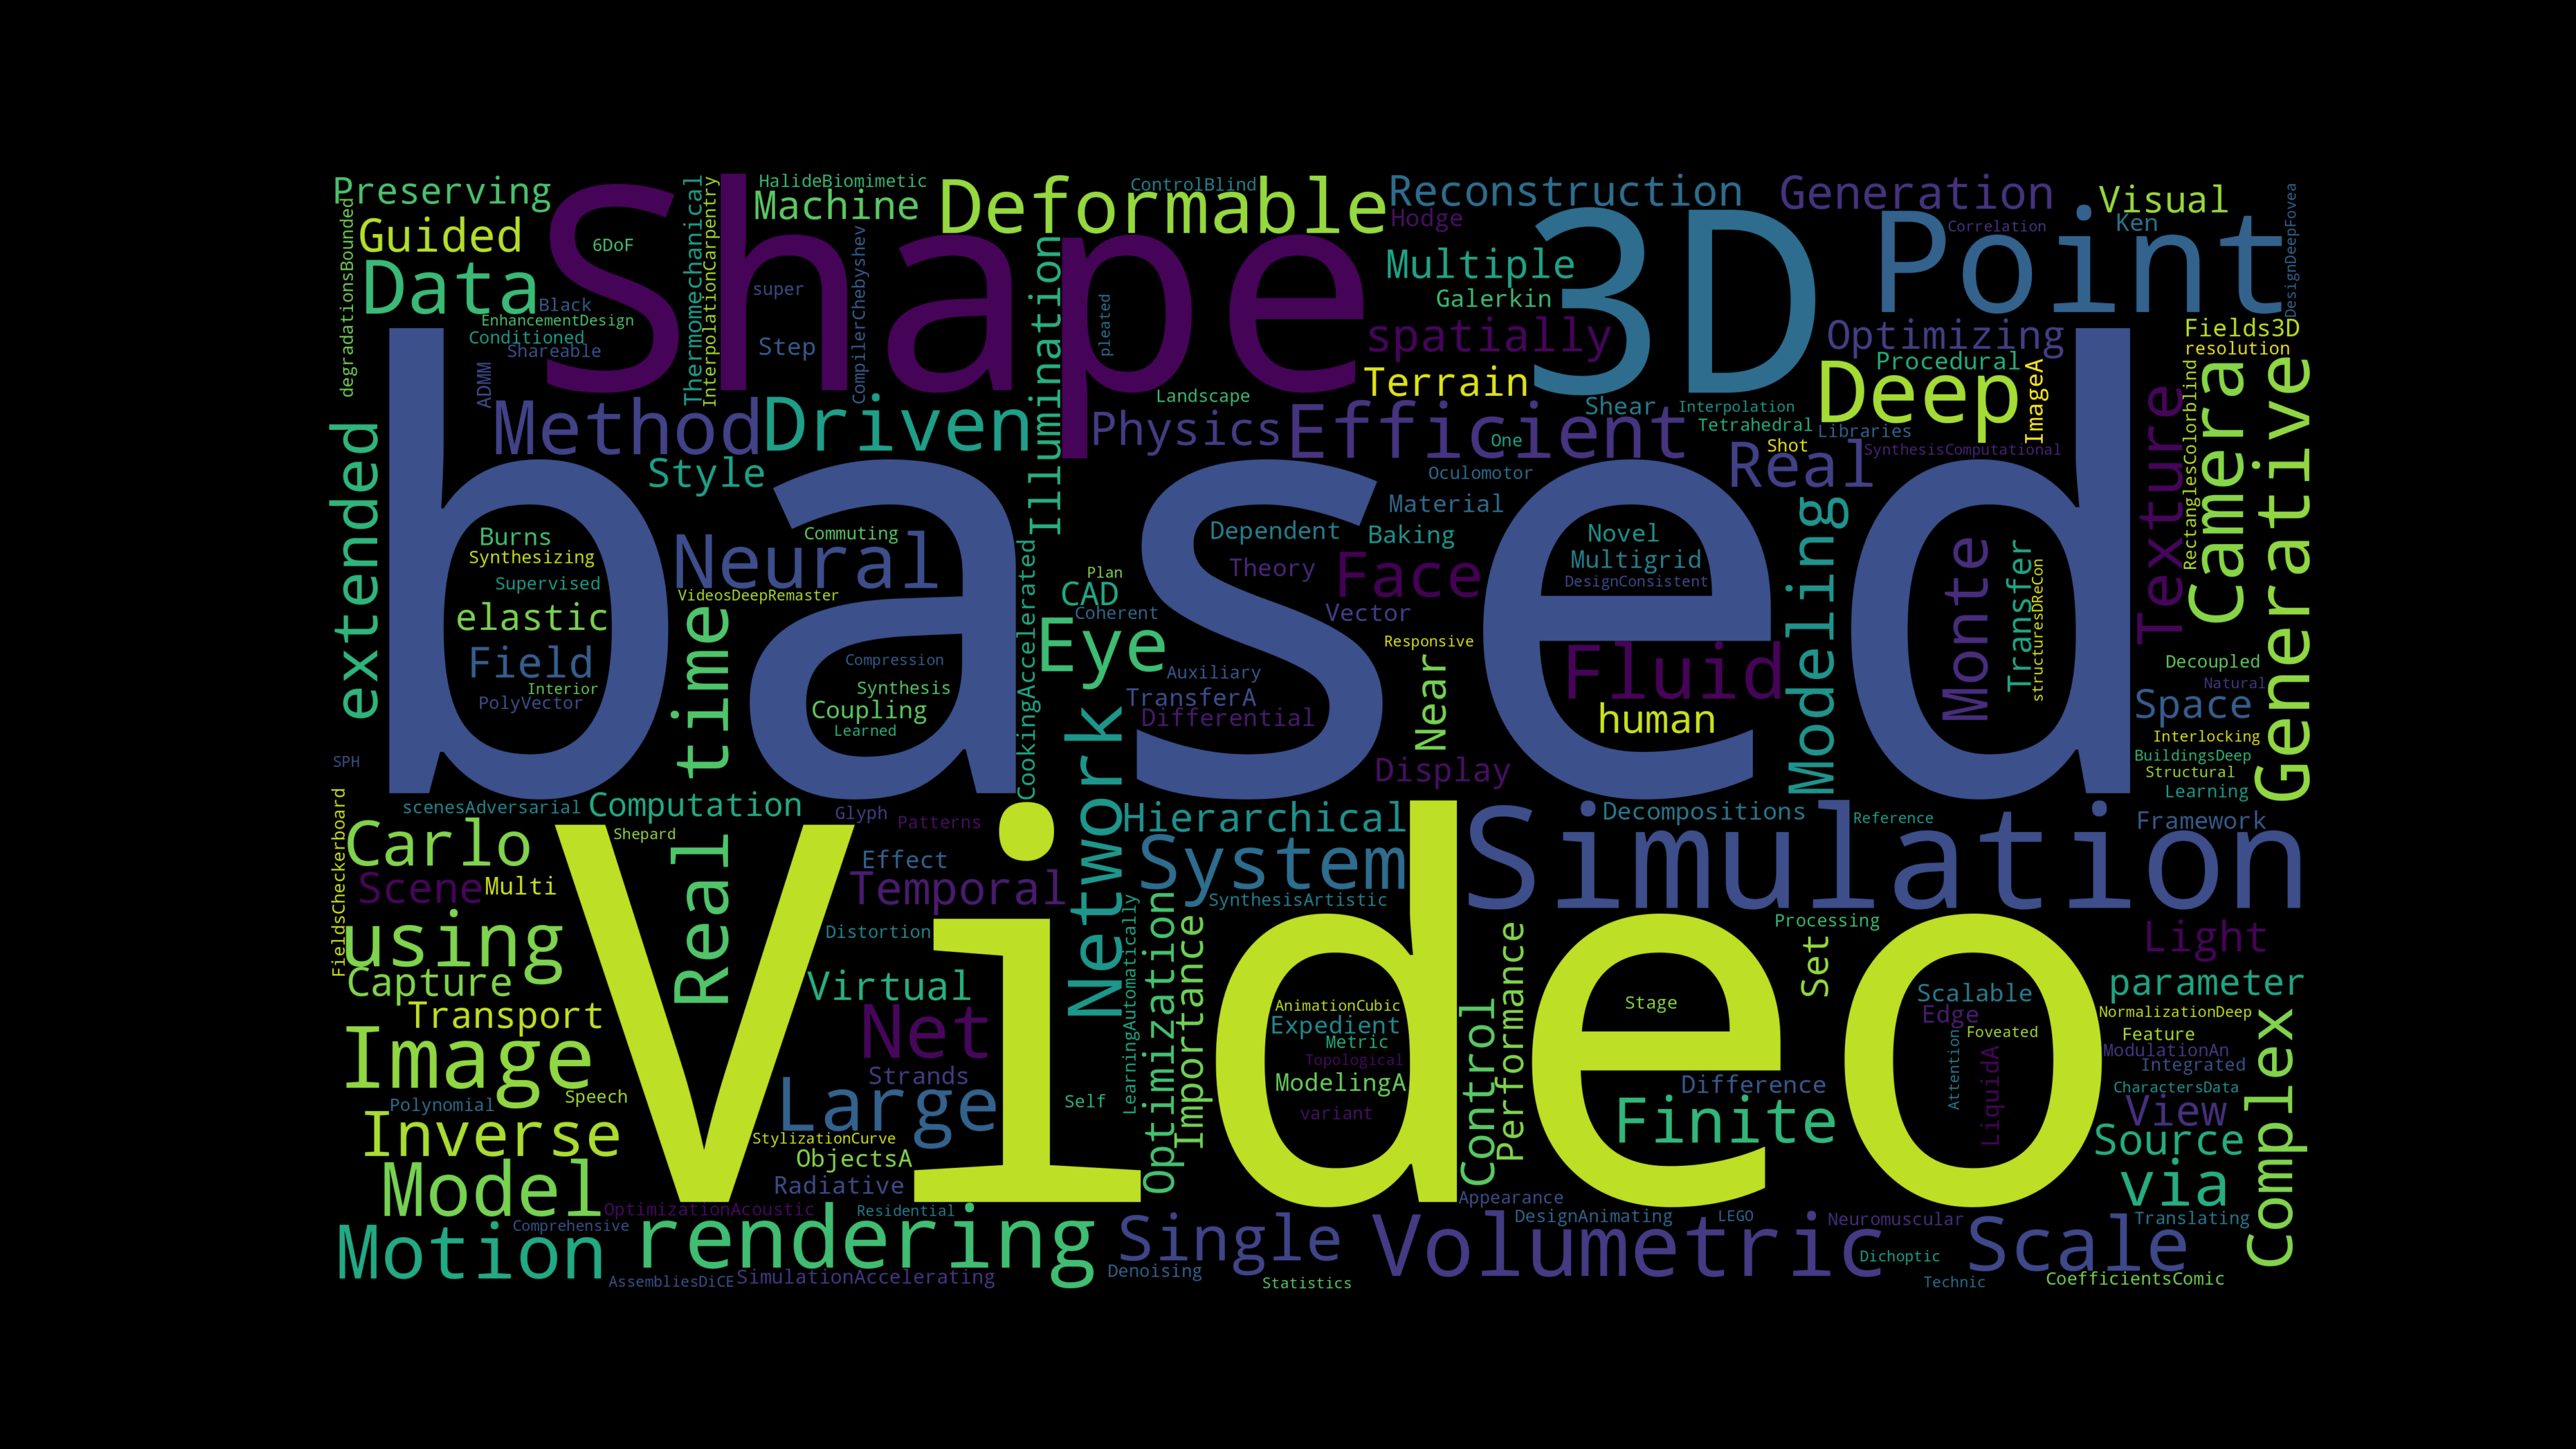 Preserving
HalideBiomimetic
ControlBlind
Reconstruction
Generation
Visual
Machine
Deformable
Hodge
Correlation
Ken
Guided
6DoF
Shape
3D
Point
DesignDeepFovea
degradationsBounded
Thermomechanical
InterpolationCarpentry
CompilerChebyshev
Illumination
pleated
Multiple
Data
Black
super
Galerkin
EnhancementDesign
Conditioned
Shareable
Step
spatially
Optimizing
Fields3D
resolution
Procedural
ADMM
Landscape
Terrain
Deep
ImageA
RectanglesColorblind
Camera
Generative
Texture
Method
Driven
Physics
Efficient
Shear
Interpolation
Tetrahedral
Libraries
One
Shot
SynthesisComputational
Style
Oculomotor
Real
extended
based
Material
Modeling
Burns
Synthesizing
Supervised
Neural
Commuting
Dependent
Baking
Novel
Multigrid
DesignConsistent
Monte
Transfer
structuresDReCon
VideosDeepRemaster
CookingAccelerated
Plan
CAD
Coherent
Theory
Face
Vector
elastic
Real time
Eye
Responsive
Field
Compression
Auxiliary
Near
Fluid
Decoupled
Interior
PolyVector
Synthesis
Coupling
Learned
TransferA
Differential
human
Natural
Space
Interlocking
BuildingsDeep
Structural
Learning
SPH
Network
Display
FieldsCheckerboard
scenesAdversarial
Computation
Glyph
Patterns
Hierarchical
Simulation
Decompositions
Reference
Framework
Shepard
Carlo
Effect
System
Scene
Multi
Temporal
SynthesisArtistic
Video
using
Distortion
LearningAutomatically
Optimization
Importance
Performance
Processing
Set
Light
Capture
Virtual
AnimationCubic
Control
Stage
Scalable
parameter
Transport
Net
Expedient
Metric
Edge
Foveated
NormalizationDeep
Feature
Image
Topological
ModulationAn
Integrated
Strands
ModelingA
Difference
Attention
LiquidA
CharactersData
Complex
Speech
Polynomial
Large
Self
variant
Finite
View
Inverse
StylizationCurve
ObjectsA
Source
Model
Radiative
Appearance
via
OptimizationAcoustic
Residential
DesignAnimating
LEGO
Neuromuscular
Translating
Comprehensive
Motion
rendering
Single
Volumetric
Scale
Dichoptic
AssembliesDiCE
SimulationAccelerating
Denoising
Statistics
Technic
CoefficientsComic